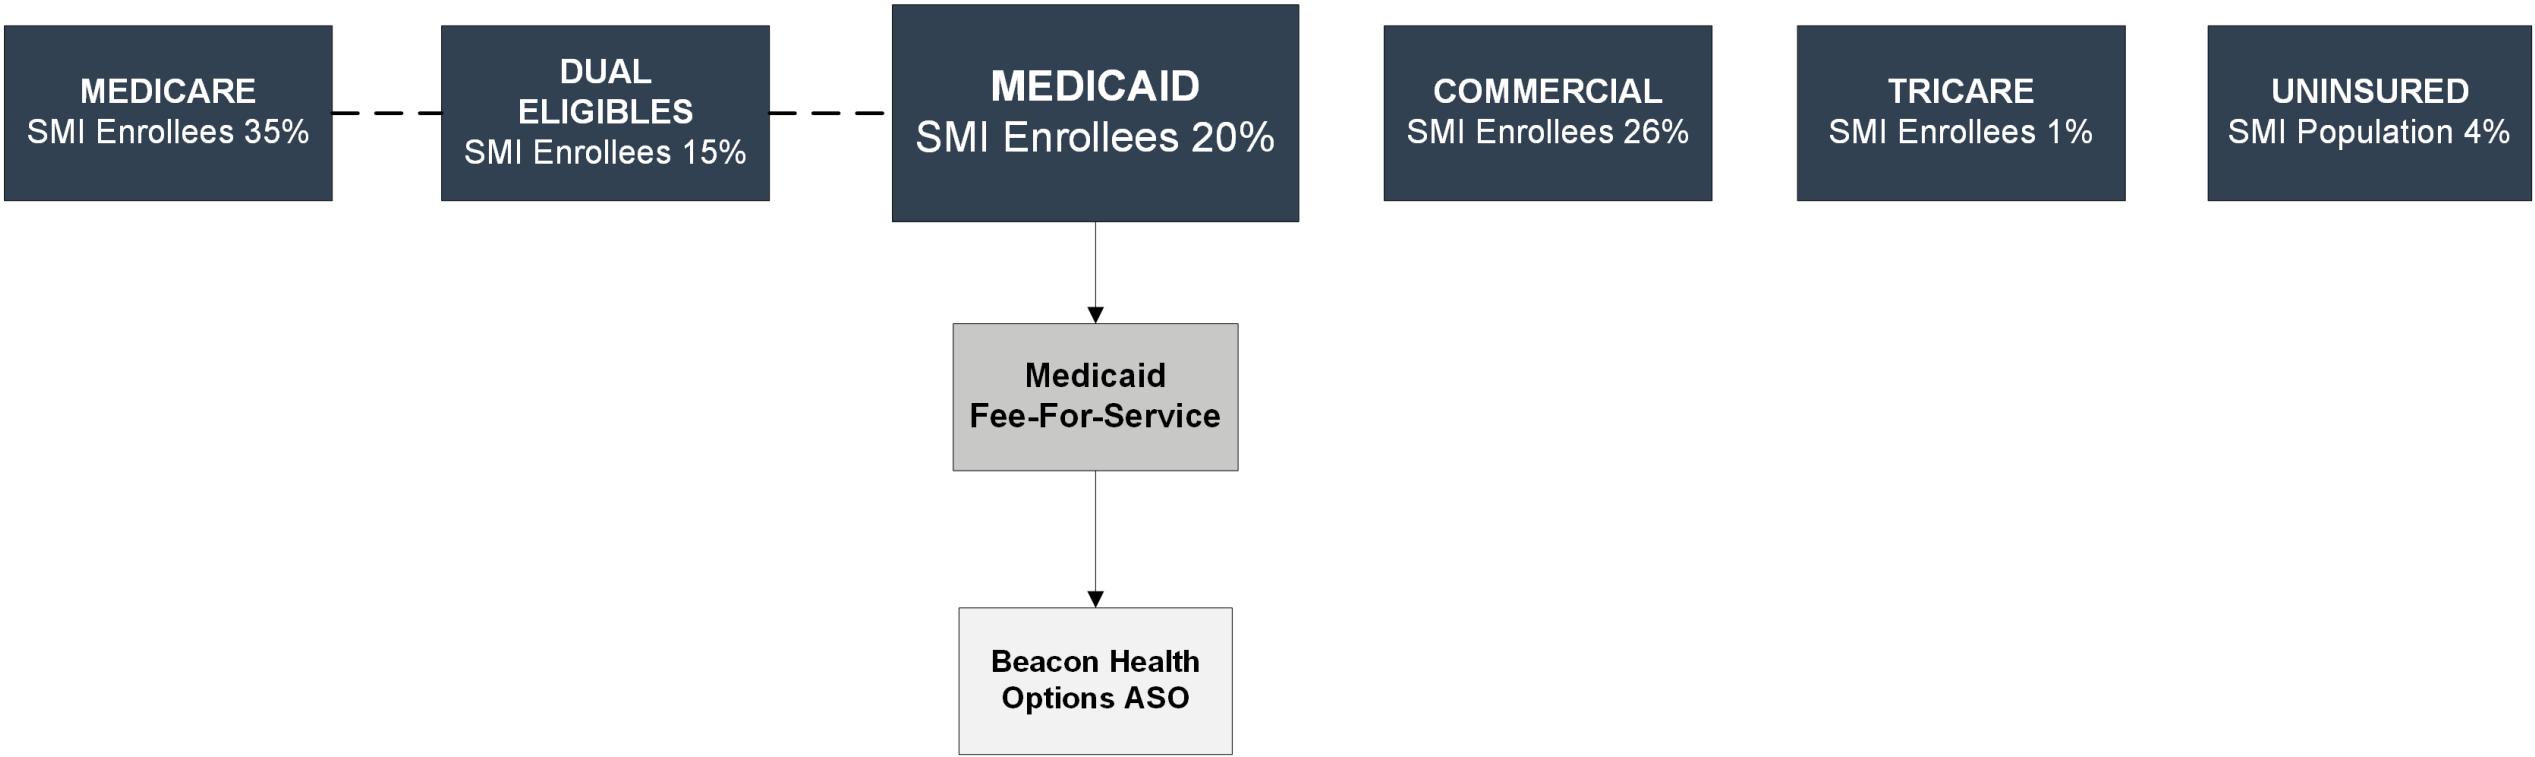 MEDICARE
SMI Enrollees 35%
DUAL
ELIGIBLES
SMI Enrollees 15%
MEDICAID
SMI Enrollees 20%
COMMERCIAL
SMI Enrollees 26%
TRICARE
SMI Enrollees 1%
UNINSURED
SMI Population 4%
Medicaid
Fee-For-Service
Beacon Health
Options ASO